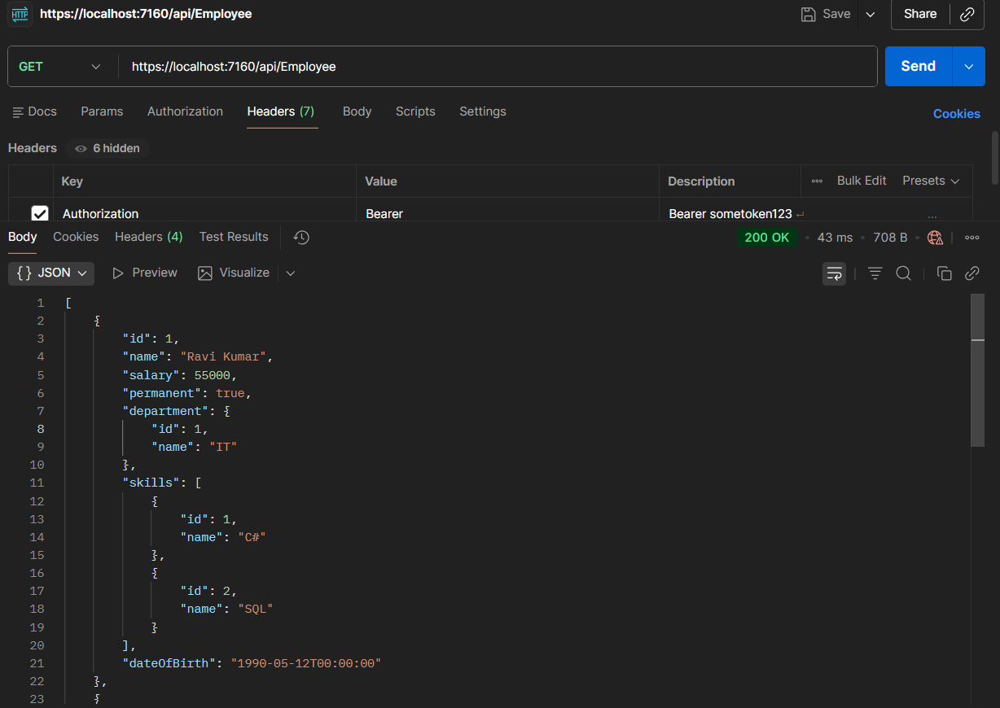 HTTP https://localhost:7160/api/Employee Save Share
GET https://localhost:7160/api/Employee Send
Docs Params Authorization Headers (7) Body Scripts Settings Cookies
Headers 6 hidden
Key Value Description ... Bulk Edit Presets
Authorization Bearer Bearer sometoken123 ...
Body Cookies Headers (4) Test Results 200 OK • 43 ms • 708 B • | ...
{} JSON Preview Visualize
1 [
2 {
3 "id": 1,
4 "name": "Ravi Kumar",
5 "salary": 55000,
6 "permanent": true,
7 "department": {
8 "id": 1,
9 "name": "IT"
10 },
11 "skills": [
12 {
13 "id": 1,
14 "name": "C#"
15 },
16 {
17 "id": 2,
18 "name": "SQL"
19 }
20 ],
21 "dateOfBirth": "1990-05-12T00:00:00"
22 },
23 {